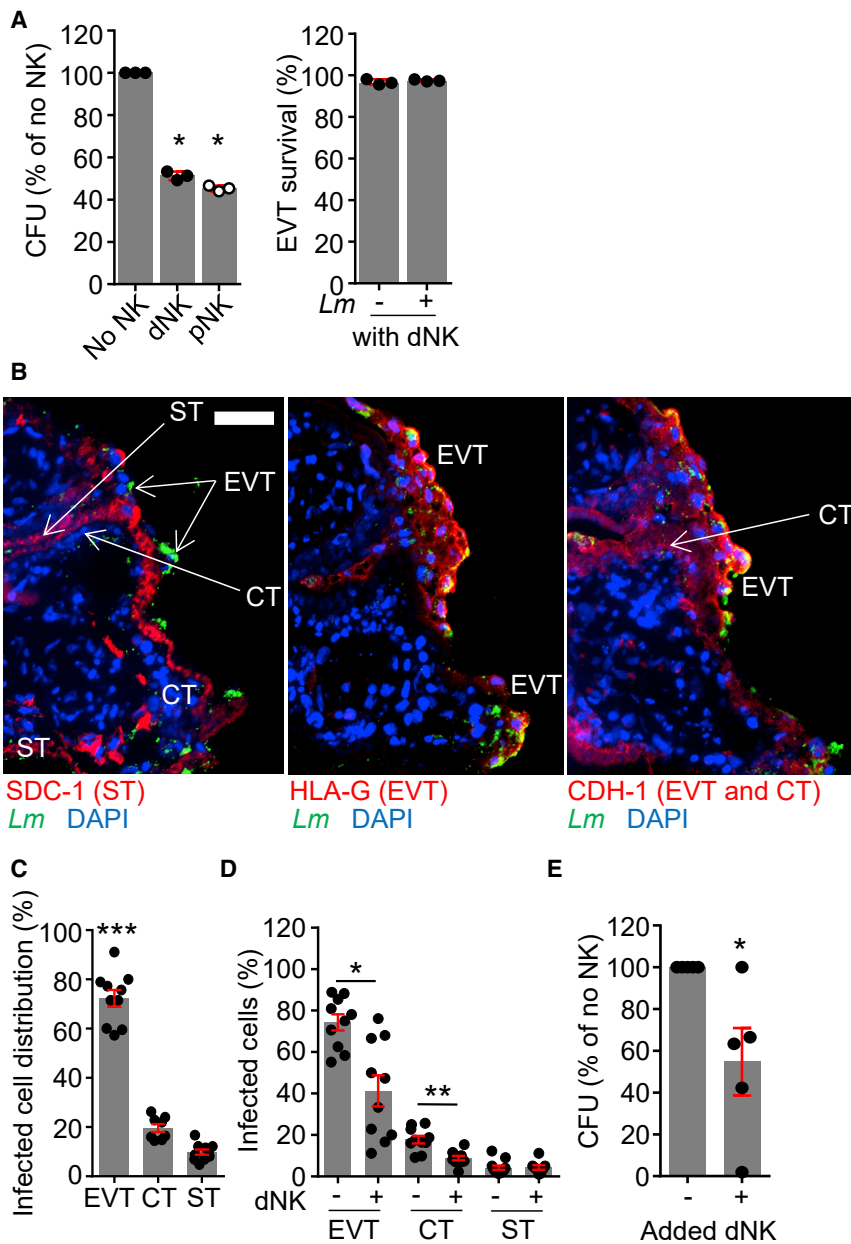 A
CFU (% of no NK)
120
100
80
60
40
20
0
* *
No NK dNK pNK
EVT survival (%)
120
100
80
60
40
20
0
Lm - +
with dNK
B
ST
EVT
CT
CT
ST
EVT
EVT
CT
EVT
SDC-1 (ST)
Lm DAPI
HLA-G (EVT)
Lm DAPI
CDH-1 (EVT and CT)
Lm DAPI
C
Infected cell distribution (%)
100
80
60
40
20
0
***
EVT CT ST
D
Infected cells (%)
120
100
80
60
40
20
0
*
**
dNK - + - + - +
EVT CT ST
E
CFU (% of no NK)
120
100
80
60
40
20
0
*
- +
Added dNK